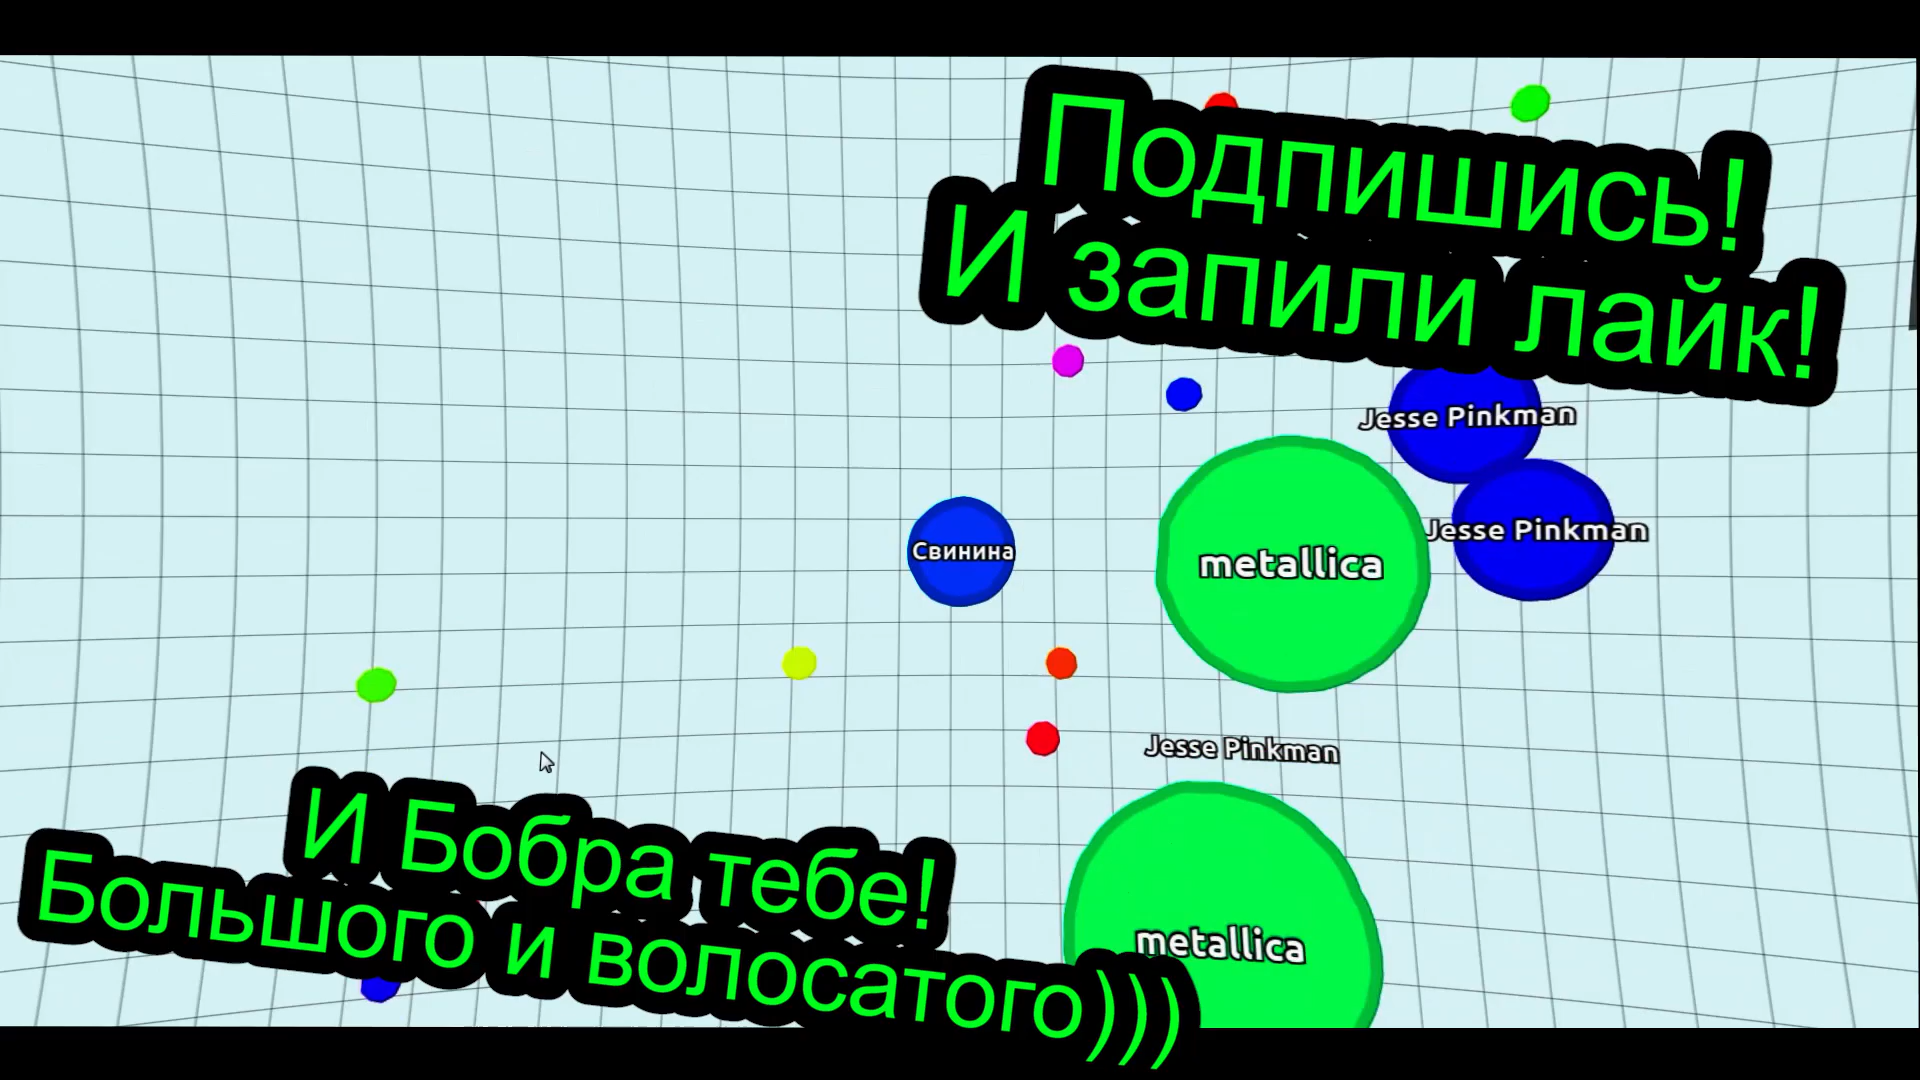 Подпишись!
И запили лайк!
Jesse Pinkman
Jesse Pinkman
Свинина
metallica
Jesse Pinkman
metallica
И Бобра тебе!
Большого и волосатого)))